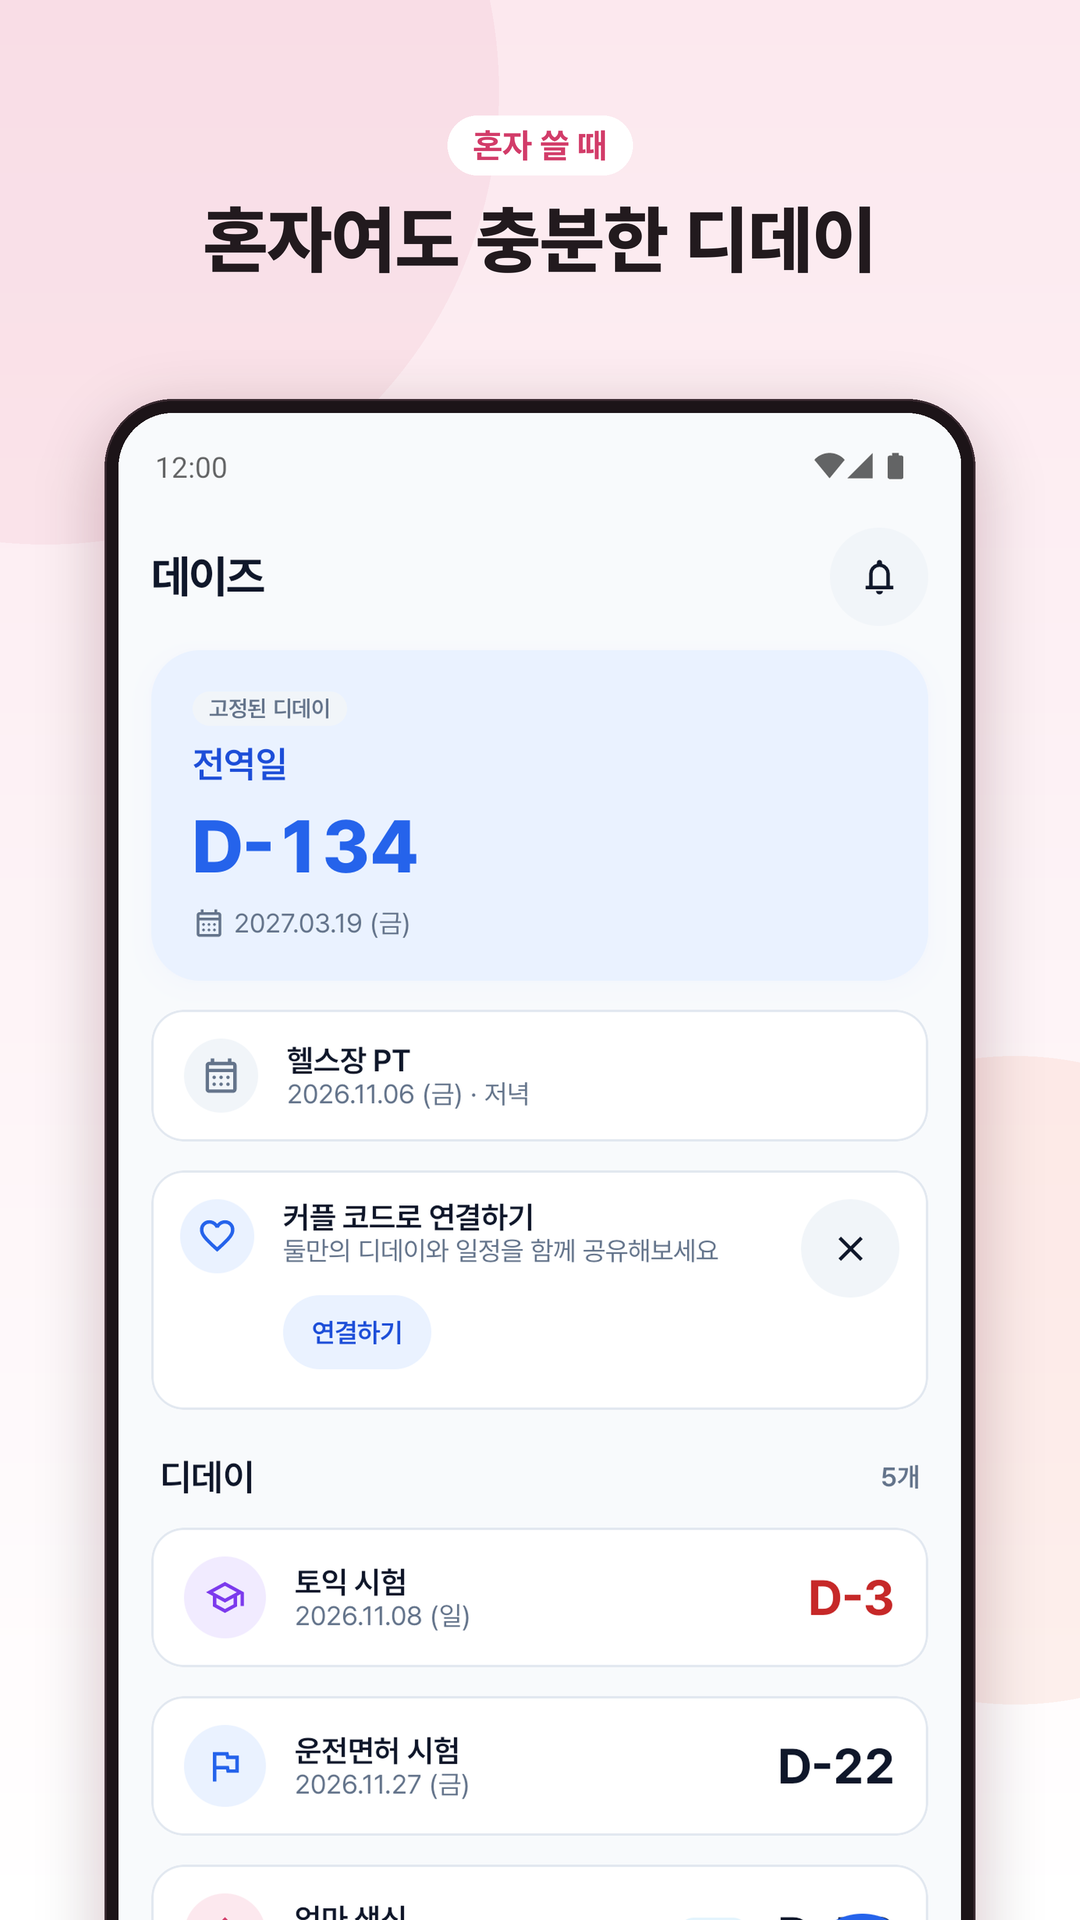 혼자 쓸 때
혼자여도 충분한 디데이
12:00
데이즈
고정된 디데이
전역일
D-134
2027.03.19 (금)
헬스장 PT
2026.11.06 (금) · 저녁
커플 코드로 연결하기
둘만의 디데이와 일정을 함께 공유해보세요
연결하기
디데이
5개
토익 시험
2026.11.08 (일)
D-3
운전면허 시험
2026.11.27 (금)
D-22